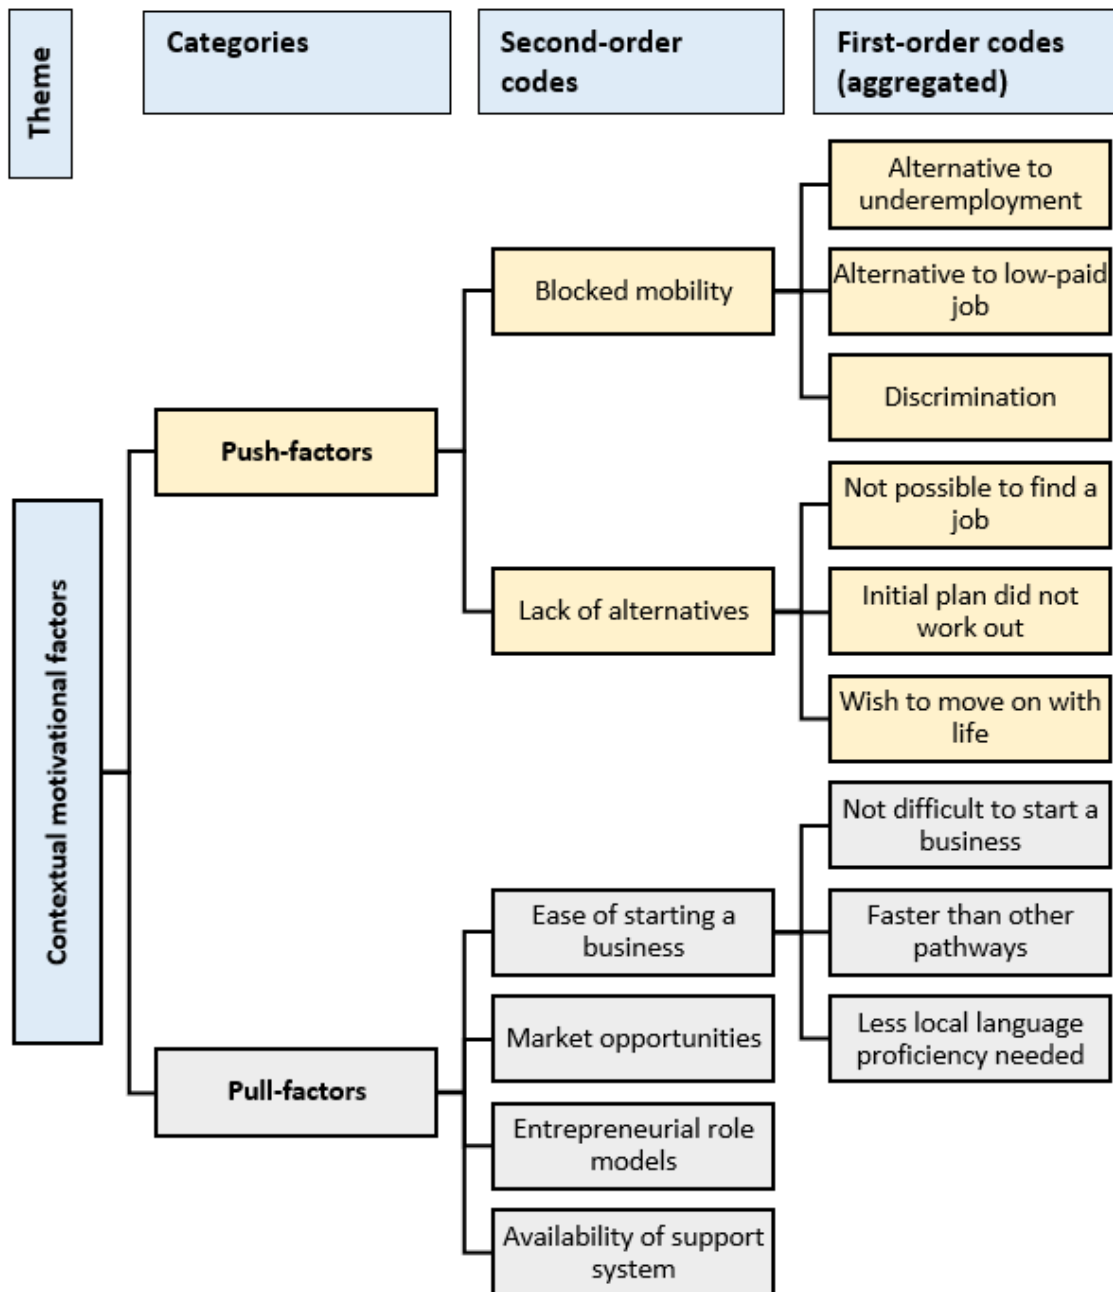 Theme
Categories
Second-order
codes
First-order codes
(aggregated)
Contextual motivational factors
Push-factors
Blocked mobility
Alternative to
underemployment
Alternative to low-paid
job
Discrimination
Lack of alternatives
Not possible to find a
job
Initial plan did not
work out
Wish to move on with
life
Pull-factors
Ease of starting a
business
Not difficult to start a
business
Faster than other
pathways
Less local language
proficiency needed
Market opportunities
Entrepreneurial role
models
Availability of support
system